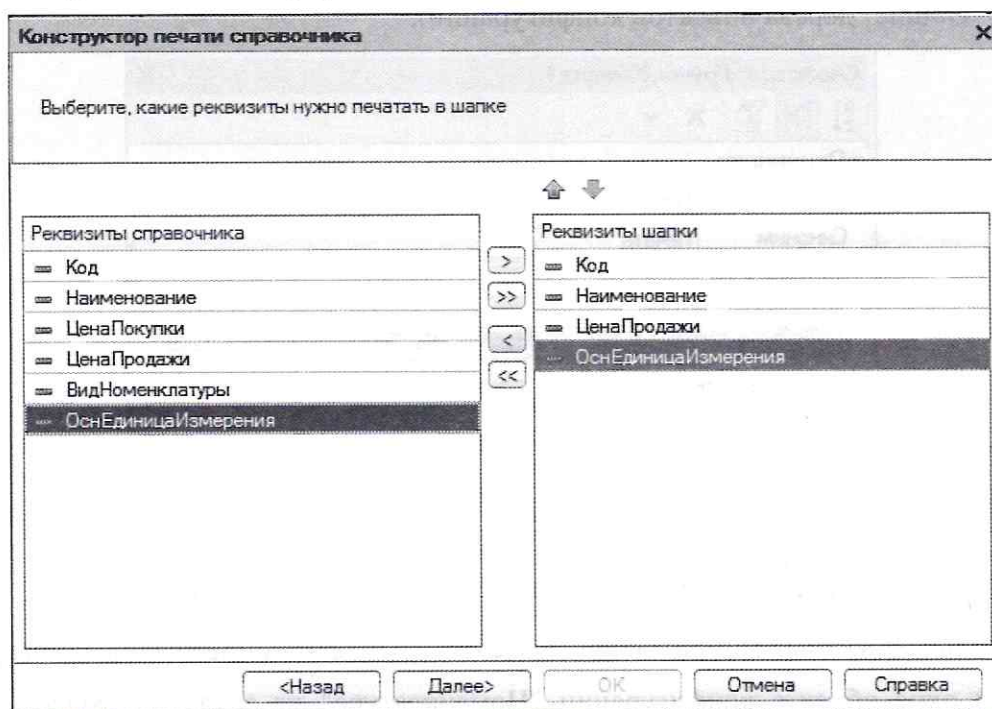 Конструктор печати справочника
Выберите, какие реквизиты нужно печатать в шапке
Реквизиты справочника
Код
Наименование
ЦенаПокупки
ЦенаПродажи
ВидНоменклатуры
ОснЕдиницаИзмерения
>
>>
<
<<
Реквизиты шапки
Код
Наименование
ЦенаПродажи
ОснЕдиницаИзмерения
<Назад Далее> OK Отмена Справка